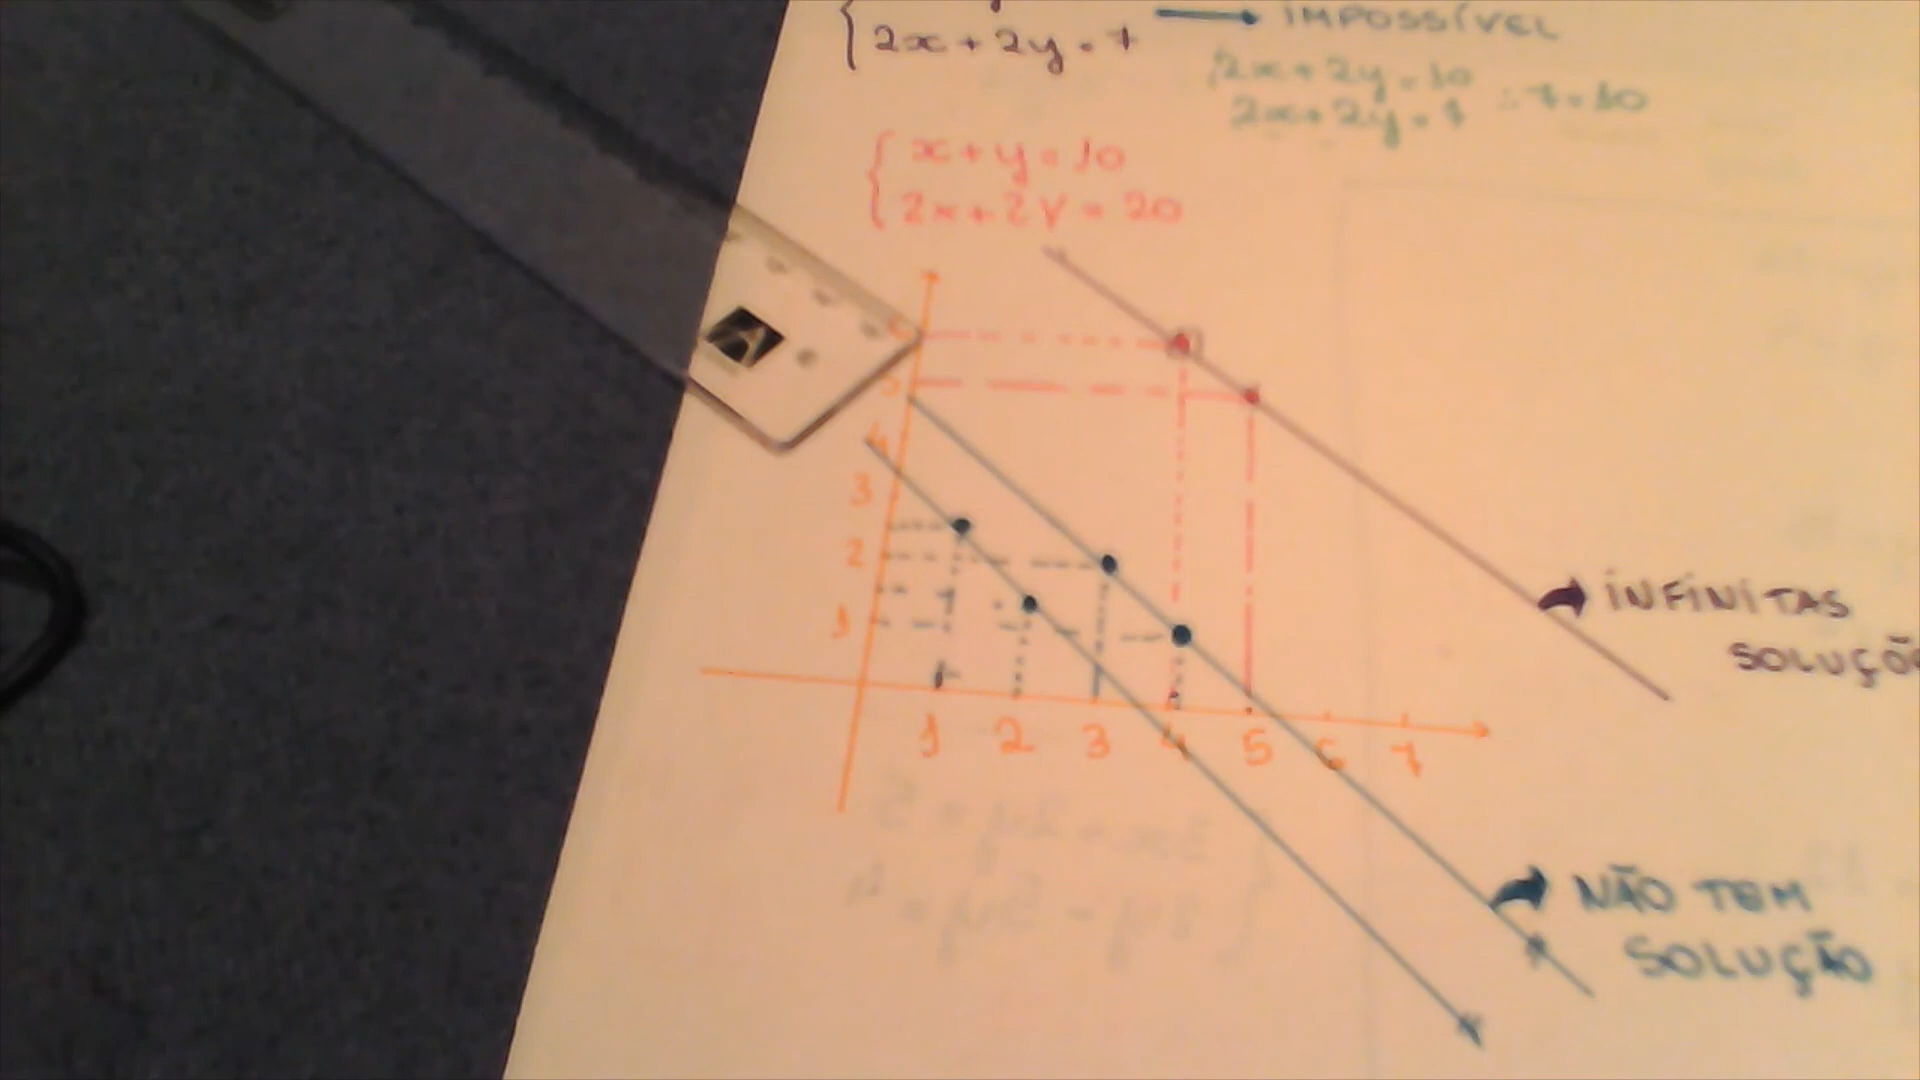 2x + 2y = 7 → IMPOSSÍVEL
2x + 2y = 10
2x + 2y = 7 ∴ 7 = 10
x + y = 10
2x + 2y = 20
5
4
3
2
1
1 2 3 4 5 6 7
INFINITAS
SOLUÇÕ
NÃO TEM
SOLUÇÃO